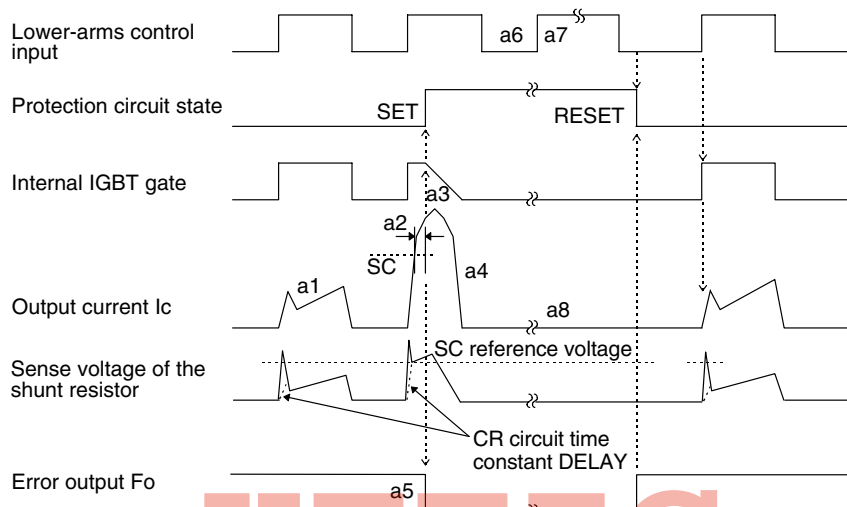 Lower-arms control
input
a6
a7
Protection circuit state
SET
RESET
Internal IGBT gate
a3
a2
SC
a4
Output current Ic
a1
a8
SC reference voltage
Sense voltage of the
shunt resistor
CR circuit time
constant DELAY
Error output Fo
a5